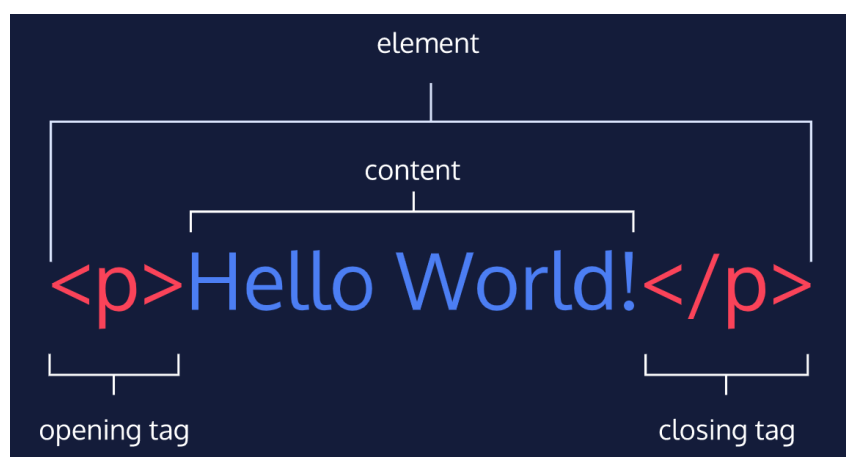 element
content
<p>Hello World!</p>
opening tag
closing tag